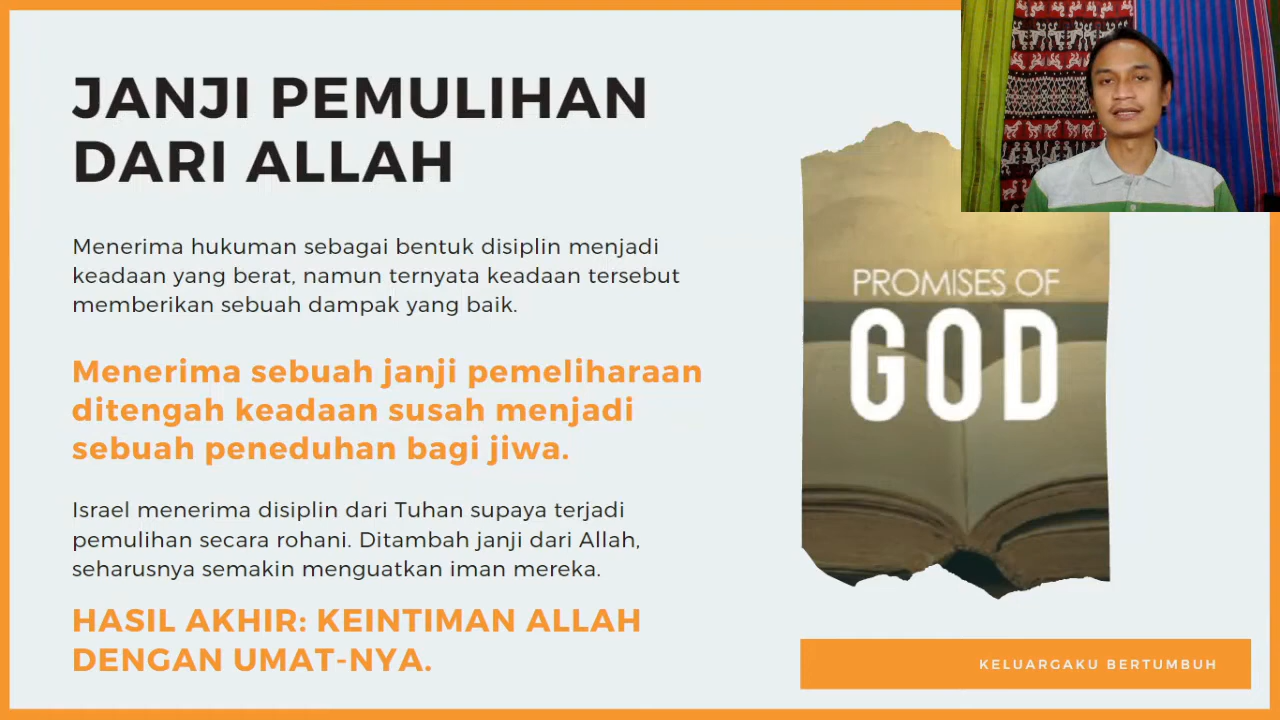 JANJI PEMULIHAN
DARI ALLAH
Menerima hukuman sebagai bentuk disiplin menjadi
keadaan yang berat, namun ternyata keadaan tersebut
memberikan sebuah dampak yang baik.
Menerima sebuah janji pemeliharaan
ditengah keadaan susah menjadi
sebuah peneduhan bagi jiwa.
Israel menerima disiplin dari Tuhan supaya terjadi
pemulihan secara rohani. Ditambah janji dari Allah,
seharusnya semakin menguatkan iman mereka.
HASIL AKHIR: KEINTIMAN ALLAH
DENGAN UMAT-NYA.
PROMISES OF
GOD
KELUARGAKU BERTUMBUH